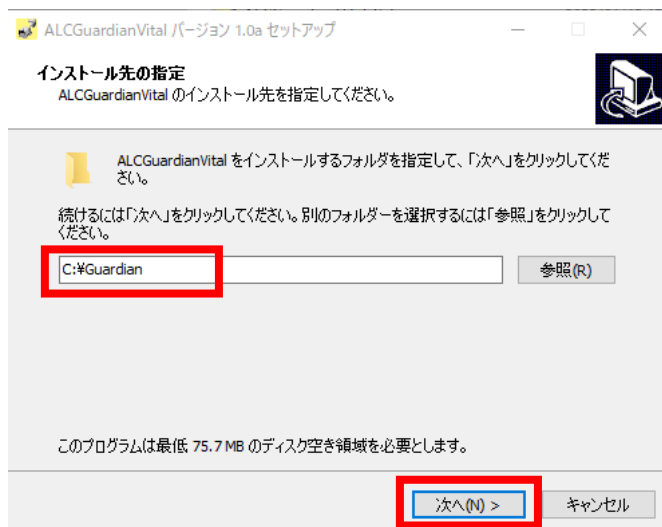 ALCGuardianVital バージョン 1.0a セットアップ
インストール先の指定
ALCGuardianVital のインストール先を指定してください。
ALCGuardianVital をインストールするフォルダを指定して、「次へ」をクリックしてくだ
さい。
続けるには「次へ」をクリックしてください。別のフォルダーを選択するには「参照」をクリックして
ください。
C:¥Guardian
参照(R)
このプログラムは最低 75.7 MB のディスク空き領域を必要とします。
次へ(N) >
キャンセル